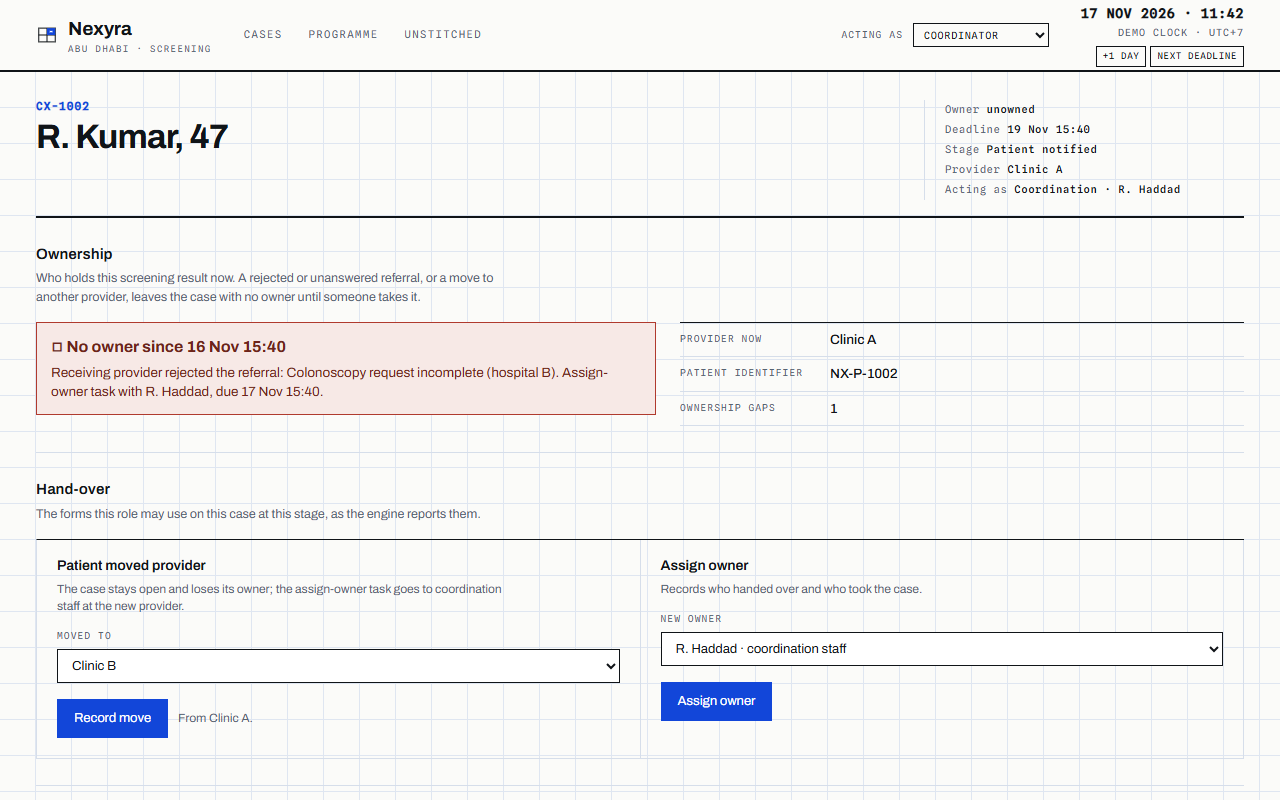 Nexyra
ABU DHABI · SCREENING
CASES
PROGRAMME
UNSTITCHED
ACTING AS
COORDINATOR
17 NOV 2026 · 11:42
DEMO CLOCK · UTC+7
+1 DAY
NEXT DEADLINE
CX-1002
R. Kumar, 47
Owner unowned
Deadline 19 Nov 15:40
Stage Patient notified
Provider Clinic A
Acting as Coordination · R. Haddad
Ownership
Who holds this screening result now. A rejected or unanswered referral, or a move to
another provider, leaves the case with no owner until someone takes it.
No owner since 16 Nov 15:40
Receiving provider rejected the referral: Colonoscopy request incomplete (hospital B). Assign-
owner task with R. Haddad, due 17 Nov 15:40.
PROVIDER NOW Clinic A
PATIENT IDENTIFIER NX-P-1002
OWNERSHIP GAPS 1
Hand-over
The forms this role may use on this case at this stage, as the engine reports them.
Patient moved provider
The case stays open and loses its owner; the assign-owner task goes to coordination
staff at the new provider.
MOVED TO
Clinic B
Record move
From Clinic A.
Assign owner
Records who handed over and who took the case.
NEW OWNER
R. Haddad · coordination staff
Assign owner